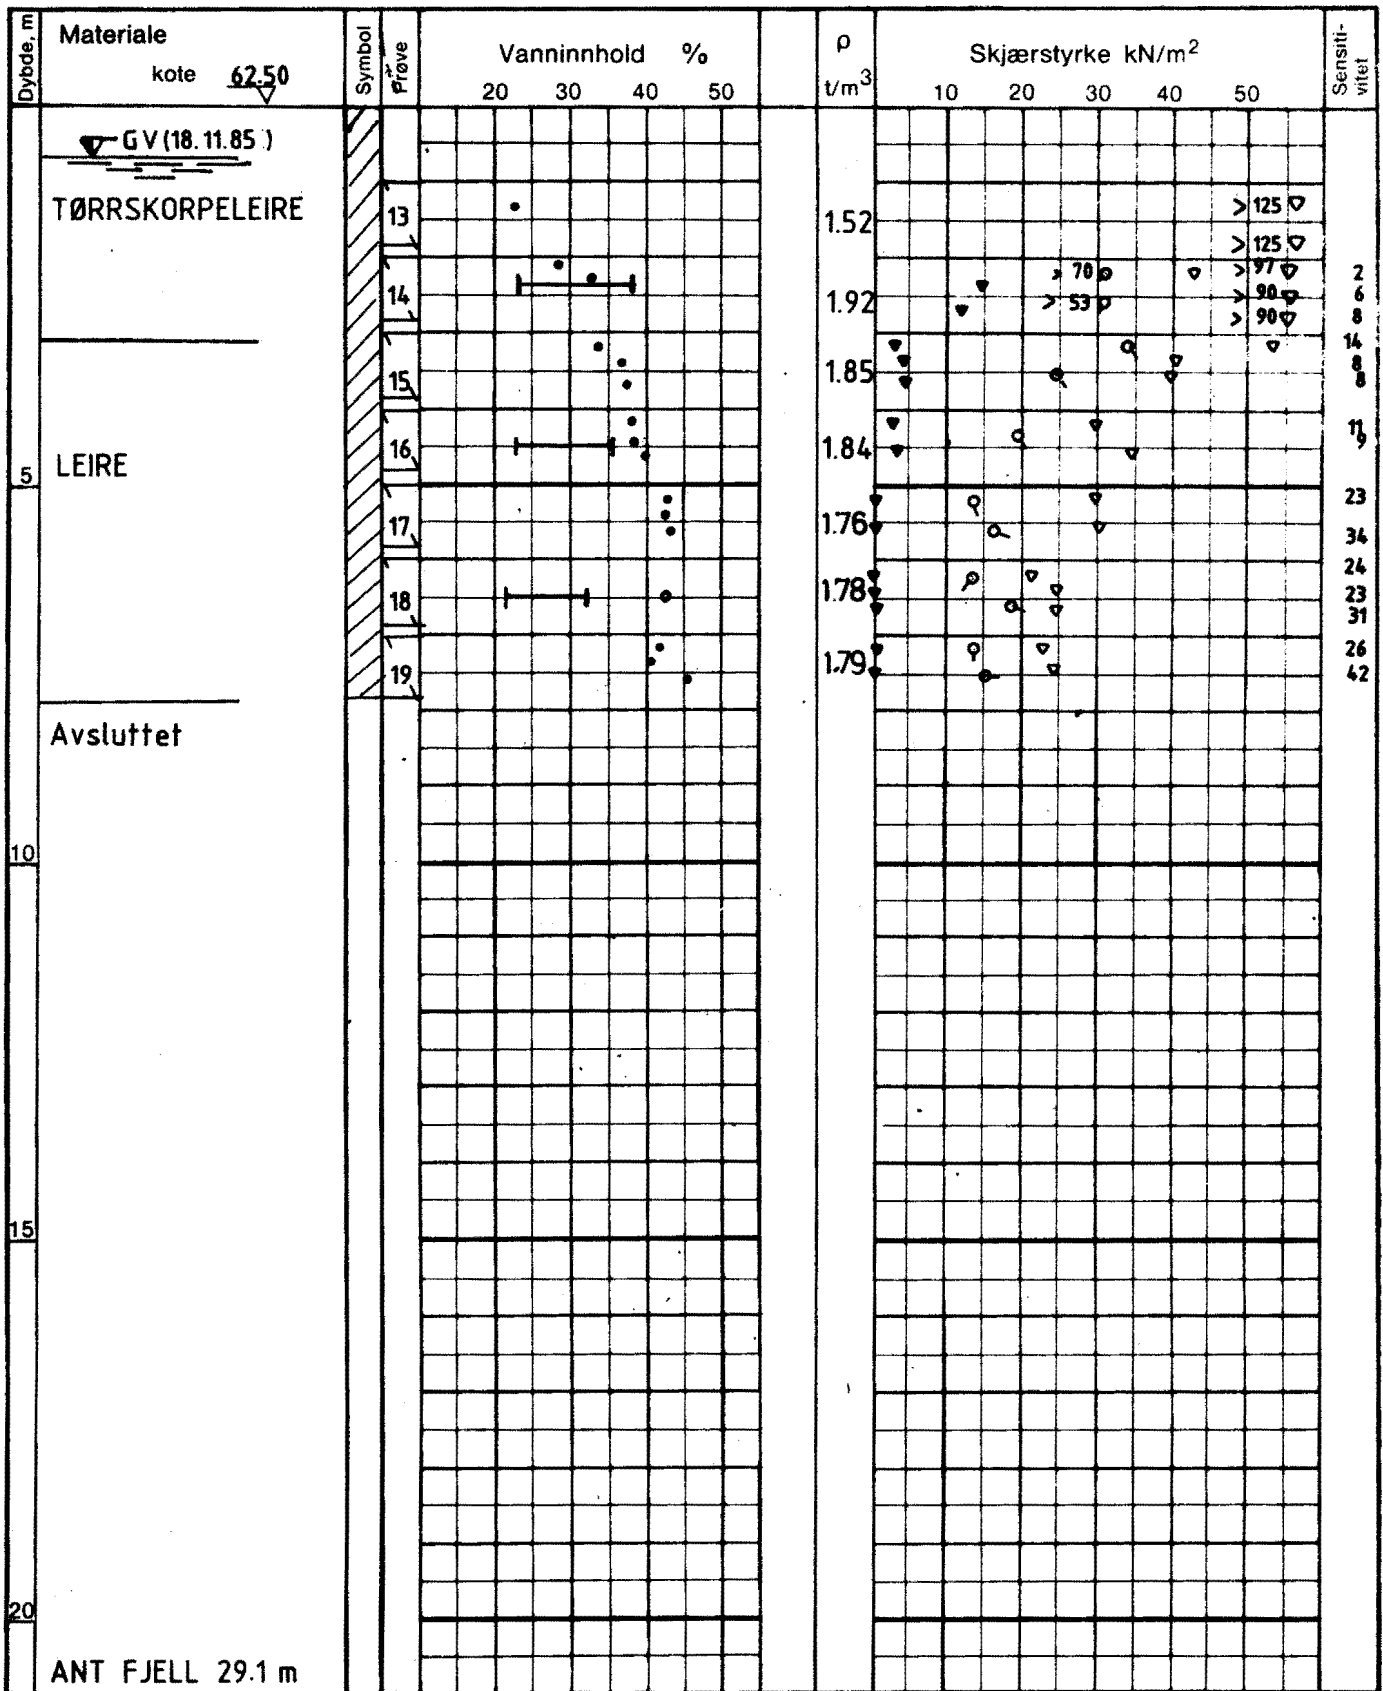 Dybde, m
Materiale
kote 62.50
Symbol
Prøve
Vanninnhold %
20 30 40 50
ρ
t/m³
Skjærstyrke kN/m²
10 20 30 40 50
Sensiti-
vitet
GV (18.11.85)
TØRRSKORPELEIRE
13
1.52
> 125
> 125
> 70
> 97
2
14
1.92
> 53
> 90
6
> 90
8
14
15
1.85
8
8
11
16
1.84
9
LEIRE
5
23
17
1.76
34
24
18
1.78
23
31
26
19
1.79
42
Avsluttet
10
15
20
ANT FJELL 29.1 m